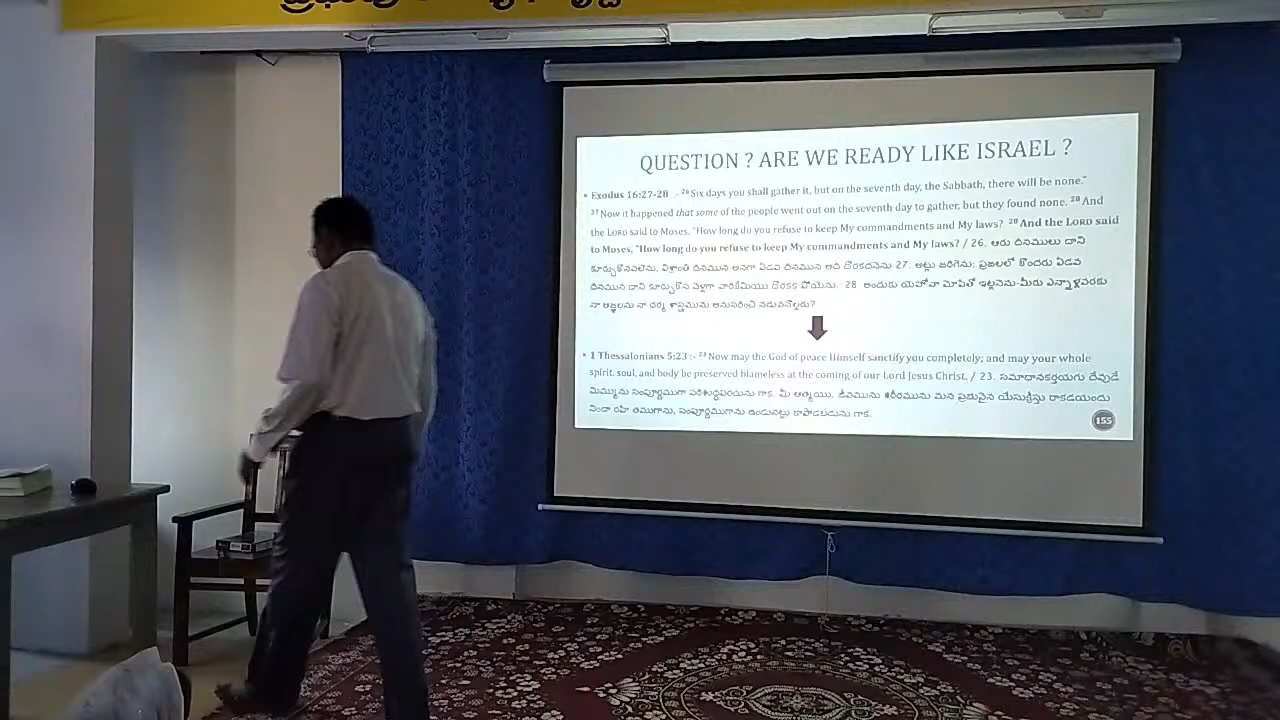 QUESTION ? ARE WE READY LIKE ISRAEL ?
• Exodus 16:27-28 :- 26 Six days you shall gather it, but on the seventh day, the Sabbath, there will be none."
27 Now it happened that some of the people went out on the seventh day to gather, but they found none. 28 And
the LORD said to Moses, "How long do you refuse to keep My commandments and My laws? 28 And the LORD said
to Moses, "How long do you refuse to keep My commandments and My laws? / 26. ఆరు దినములు దాని
కూర్చుకొనవలెను, విశ్రాంతి దినమున అనగా ఏడవ దినమున అది దొరకదనెను 27. అట్లు జరిగెను; ప్రజలలో కొందరు ఏడవ
దినమున దాని కూర్చుకొన వెళ్లగా వారికేమియు దొరకక పోయెను. 28. అందుకు యెహోవా మోషేతో ఇట్లనెను-మీరు ఎన్నాళ్లవరకు
నా ఆజ్ఞలను నా ధర్మ శాస్త్రమును అనుసరించి నడువనొల్లరు?
• 1 Thessalonians 5:23 :- 23 Now may the God of peace Himself sanctify you completely; and may your whole
spirit, soul, and body be preserved blameless at the coming of our Lord Jesus Christ. / 23. సమాధానకర్తయగు దేవుడే
మిమ్మును సంపూర్ణముగా పరిశుద్ధపరచును గాక. మీ ఆత్మయు, జీవమును శరీరమును మన ప్రభువైన యేసుక్రీస్తు రాకడయందు
నిందా రహితముగాను, సంపూర్ణముగాను ఉండునట్లు కాపాడబడును గాక.
155